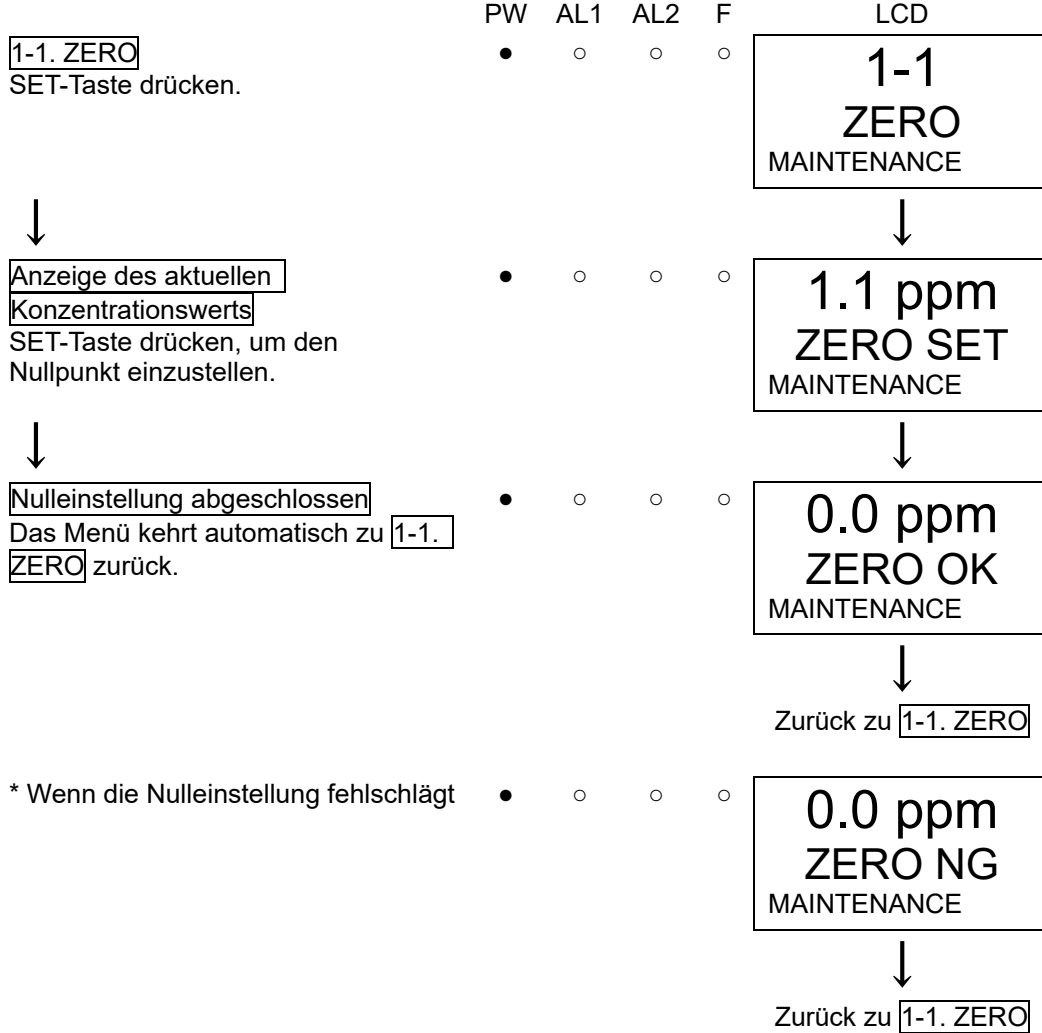 PW AL1 AL2 F LCD
1-1. ZERO ● ○ ○ ○ 1-1
SET-Taste drücken.
ZERO
MAINTENANCE
↓ ↓
Anzeige des aktuellen ● ○ ○ ○ 1.1 ppm
Konzentrationswerts
SET-Taste drücken, um den ZERO SET
Nullpunkt einzustellen. MAINTENANCE
↓ ↓
Nulleinstellung abgeschlossen ● ○ ○ ○ 0.0 ppm
Das Menü kehrt automatisch zu 1-1.
ZERO zurück. ZERO OK
MAINTENANCE
↓
Zurück zu 1-1. ZERO
* Wenn die Nulleinstellung fehlschlägt ● ○ ○ ○ 0.0 ppm
ZERO NG
MAINTENANCE
↓
Zurück zu 1-1. ZERO